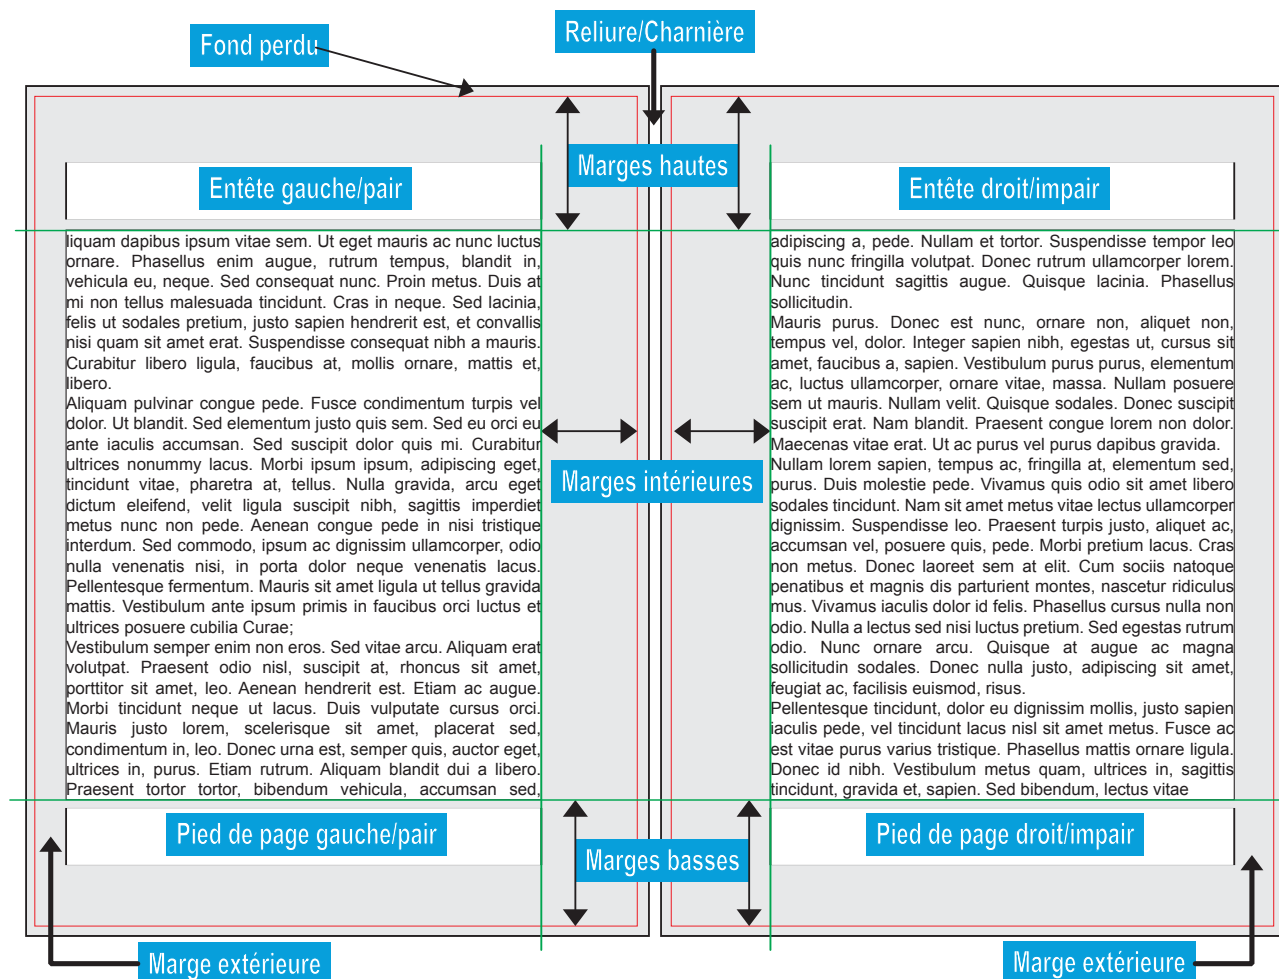 Fond perdu
Reliure/Charnière
Marges hautes
Entête gauche/pair
Entête droit/impair
liquam dapibus ipsum vitae sem. Ut eget mauris ac nunc luctus
ornare. Phasellus enim augue, rutrum tempus, blandit in,
vehicula eu, neque. Sed consequat nunc. Proin metus. Duis at
mi non tellus malesuada tincidunt. Cras in neque. Sed lacinia,
felis ut sodales pretium, justo sapien hendrerit est, et convallis
nisi quam sit amet erat. Suspendisse consequat nibh a mauris.
Curabitur libero ligula, faucibus at, mollis ornare, mattis et,
libero.
Aliquam pulvinar congue pede. Fusce condimentum turpis vel
dolor. Ut blandit. Sed elementum justo quis sem. Sed eu orci eu
ante iaculis accumsan. Sed suscipit dolor quis mi. Curabitur
ultrices nonummy lacus. Morbi ipsum ipsum, adipiscing eget,
tincidunt vitae, pharetra at, tellus. Nulla gravida, arcu eget
dictum eleifend, velit ligula suscipit nibh, sagittis imperdiet
metus nunc non pede. Aenean congue pede in nisi tristique
interdum. Sed commodo, ipsum ac dignissim ullamcorper, odio
nulla venenatis nisi, in porta dolor neque venenatis lacus.
Pellentesque fermentum. Mauris sit amet ligula ut tellus gravida
mattis. Vestibulum ante ipsum primis in faucibus orci luctus et
ultrices posuere cubilia Curae;
Vestibulum semper enim non eros. Sed vitae arcu. Aliquam erat
volutpat. Praesent odio nisl, suscipit at, rhoncus sit amet,
porttitor sit amet, leo. Aenean hendrerit est. Etiam ac augue.
Morbi tincidunt neque ut lacus. Duis vulputate cursus orci.
Mauris justo lorem, scelerisque sit amet, placerat sed,
condimentum in, leo. Donec urna est, semper quis, auctor eget,
ultrices in, purus. Etiam rutrum. Aliquam blandit dui a libero.
Praesent tortor tortor, bibendum vehicula, accumsan sed,
Marges intérieures
adipiscing a, pede. Nullam et tortor. Suspendisse tempor leo
quis nunc fringilla volutpat. Donec rutrum ullamcorper lorem.
Nunc tincidunt sagittis augue. Quisque lacinia. Phasellus
sollicitudin.
Mauris purus. Donec est nunc, ornare non, aliquet non,
tempus vel, dolor. Integer sapien nibh, egestas ut, cursus sit
amet, faucibus a, sapien. Vestibulum purus purus, elementum
ac, luctus ullamcorper, ornare vitae, massa. Nullam posuere
sem ut mauris. Nullam velit. Quisque sodales. Donec suscipit
suscipit erat. Nam blandit. Praesent congue lorem non dolor.
Maecenas vitae erat. Ut ac purus vel purus dapibus gravida.
Nullam lorem sapien, tempus ac, fringilla at, elementum sed,
purus. Duis molestie pede. Vivamus quis odio sit amet libero
sodales tincidunt. Nam sit amet metus vitae lectus ullamcorper
dignissim. Suspendisse leo. Praesent turpis justo, aliquet ac,
accumsan vel, posuere quis, pede. Morbi pretium lacus. Cras
non metus. Donec laoreet sem at elit. Cum sociis natoque
penatibus et magnis dis parturient montes, nascetur ridiculus
mus. Vivamus iaculis dolor id felis. Phasellus cursus nulla non
odio. Nulla a lectus sed nisi luctus pretium. Sed egestas rutrum
odio. Nunc ornare arcu. Quisque at augue ac magna
sollicitudin sodales. Donec nulla justo, adipiscing sit amet,
feugiat ac, facilisis euismod, risus.
Pellentesque tincidunt, dolor eu dignissim mollis, justo sapien
iaculis pede, vel tincidunt lacus nisl sit amet metus. Fusce ac
est vitae purus varius tristique. Phasellus mattis ornare ligula.
Donec id nibh. Vestibulum metus quam, ultrices in, sagittis
tincidunt, gravida et, sapien. Sed bibendum, lectus vitae
Pied de page gauche/pair
Marges basses
Pied de page droit/impair
Marge extérieure
Marge extérieure